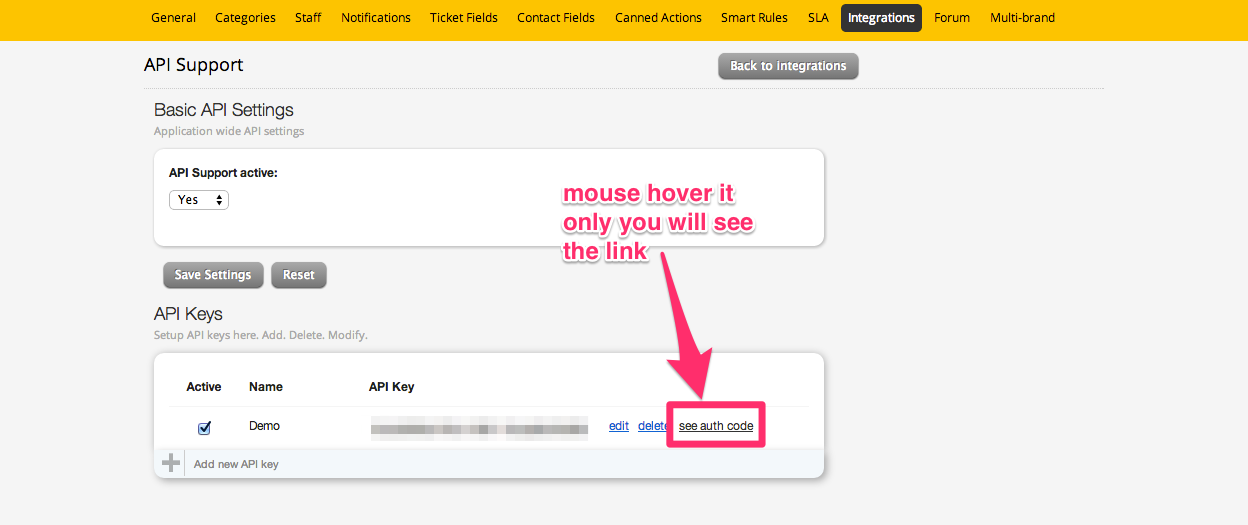 General Categories Staff Notifications Ticket Fields Contact Fields Canned Actions Smart Rules SLA Integrations Forum Multi-brand
API Support Back to integrations
Basic API Settings
Application wide API settings
API Support active:
Yes
mouse hover it
only you will see
the link
Save Settings Reset
API Keys
Setup API keys here. Add. Delete. Modify.
Active Name API Key
Demo edit delete see auth code
Add new API key